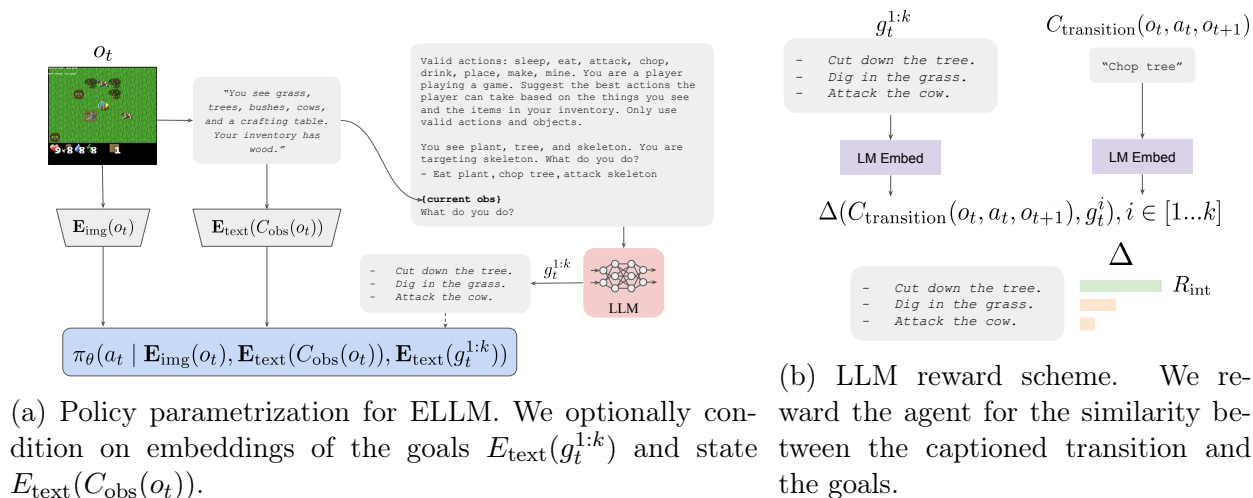 o_t
"You see grass,
trees, bushes, cows,
and a crafting table.
Your inventory has
wood."
Valid actions: sleep, eat, attack, chop,
drink, place, make, mine. You are a player
playing a game. Suggest the best actions the
player can take based on the things you see
and the items in your inventory. Only use
valid actions and objects.
You see plant, tree, and skeleton. You are
targeting skeleton. What do you do?
- Eat plant, chop tree, attack skeleton
{current obs}
What do you do?
9 8 8 8 1
E_img(o_t)
E_text(C_obs(o_t))
g_t^{1:k}
- Cut down the tree.
- Dig in the grass.
- Attack the cow.
LLM
π_θ(a_t | E_img(o_t), E_text(C_obs(o_t)), E_text(g_t^{1:k}))
(a) Policy parametrization for ELLM. We optionally con-
dition on embeddings of the goals E_text(g_t^{1:k}) and state
E_text(C_obs(o_t)).
g_t^{1:k}
- Cut down the tree.
- Dig in the grass.
- Attack the cow.
C_transition(o_t, a_t, o_{t+1})
"Chop tree"
LM Embed
LM Embed
Δ(C_transition(o_t, a_t, o_{t+1}), g_t^i), i ∈ [1...k]
Δ
- Cut down the tree.
- Dig in the grass.
- Attack the cow.
R_int
(b) LLM reward scheme. We re-
ward the agent for the similarity be-
tween the captioned transition and
the goals.